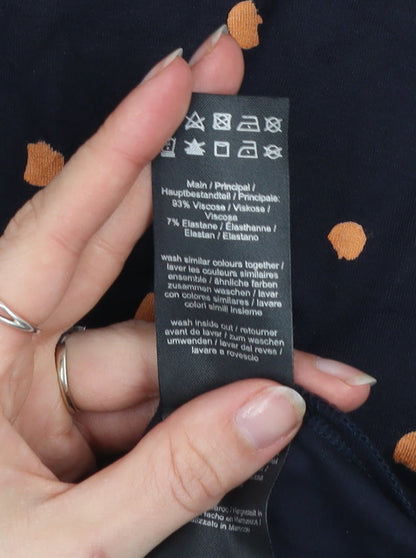 Main / Principal /
Hauptbestandteil / Principale:
93% Viscose / Viskose /
Viscosa
7% Elastane / Élasthanne /
Elastan / Elastano
wash similar colours together /
laver les couleurs similaires
ensemble / ähnliche farben
zusammen waschen / lavar
con colores similares / lavar
colori simili insieme
wash inside out / retourner
avant de laver / zum waschen
umwenden / lavar del reves /
lavare a rovescio